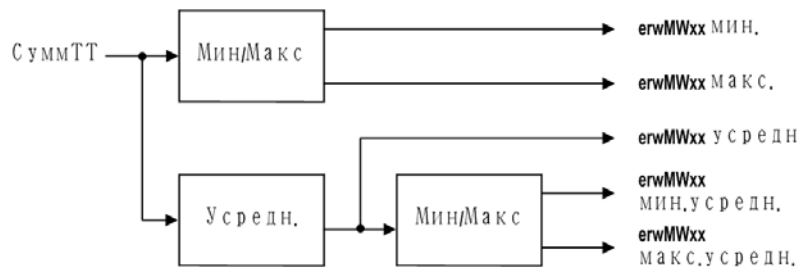 СуммТТ
Мин/Макс
erwMWxx мин.
erwMWxx макс.
erwMWxx усредн
Усредн.
Мин/Макс
erwMWxx
мин.усредн.
erwMWxx
макс.усредн.